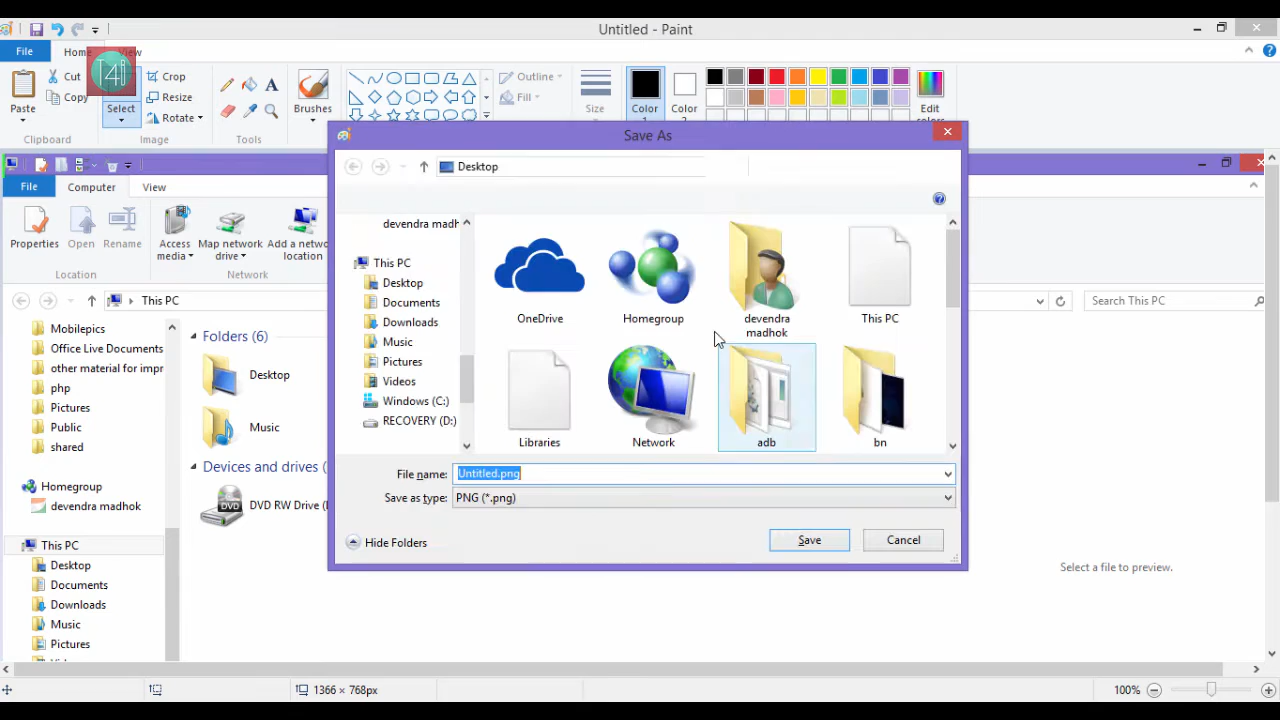 Untitled - Paint
File
Home
View
T4i
Paste
Cut
Copy
Select
Crop
Resize
Rotate
Brushes
Outline
Fill
Size
Color
1
Color
Edit
colors
Clipboard
Image
Tools
Save As
Desktop
File
Computer
View
Properties
Open
Rename
Access
media
Map network
drive
Add a netwo
location
Location
Network
This PC
Search This PC
Mobilepics
Office Live Documents
other material for impr
php
Pictures
Public
shared
Homegroup
devendra madhok
This PC
Desktop
Documents
Downloads
Music
Pictures
Folders (6)
Desktop
Music
Devices and drives (
DVD
DVD RW Drive (
devendra madh
This PC
Desktop
Documents
Downloads
Music
Pictures
Videos
Windows (C:)
RECOVERY (D:)
OneDrive
Homegroup
devendra
madhok
This PC
Libraries
Network
adb
bn
File name:
Untitled.png
Save as type:
PNG (*.png)
Hide Folders
Save
Cancel
Select a file to preview.
1366 × 768px
100%